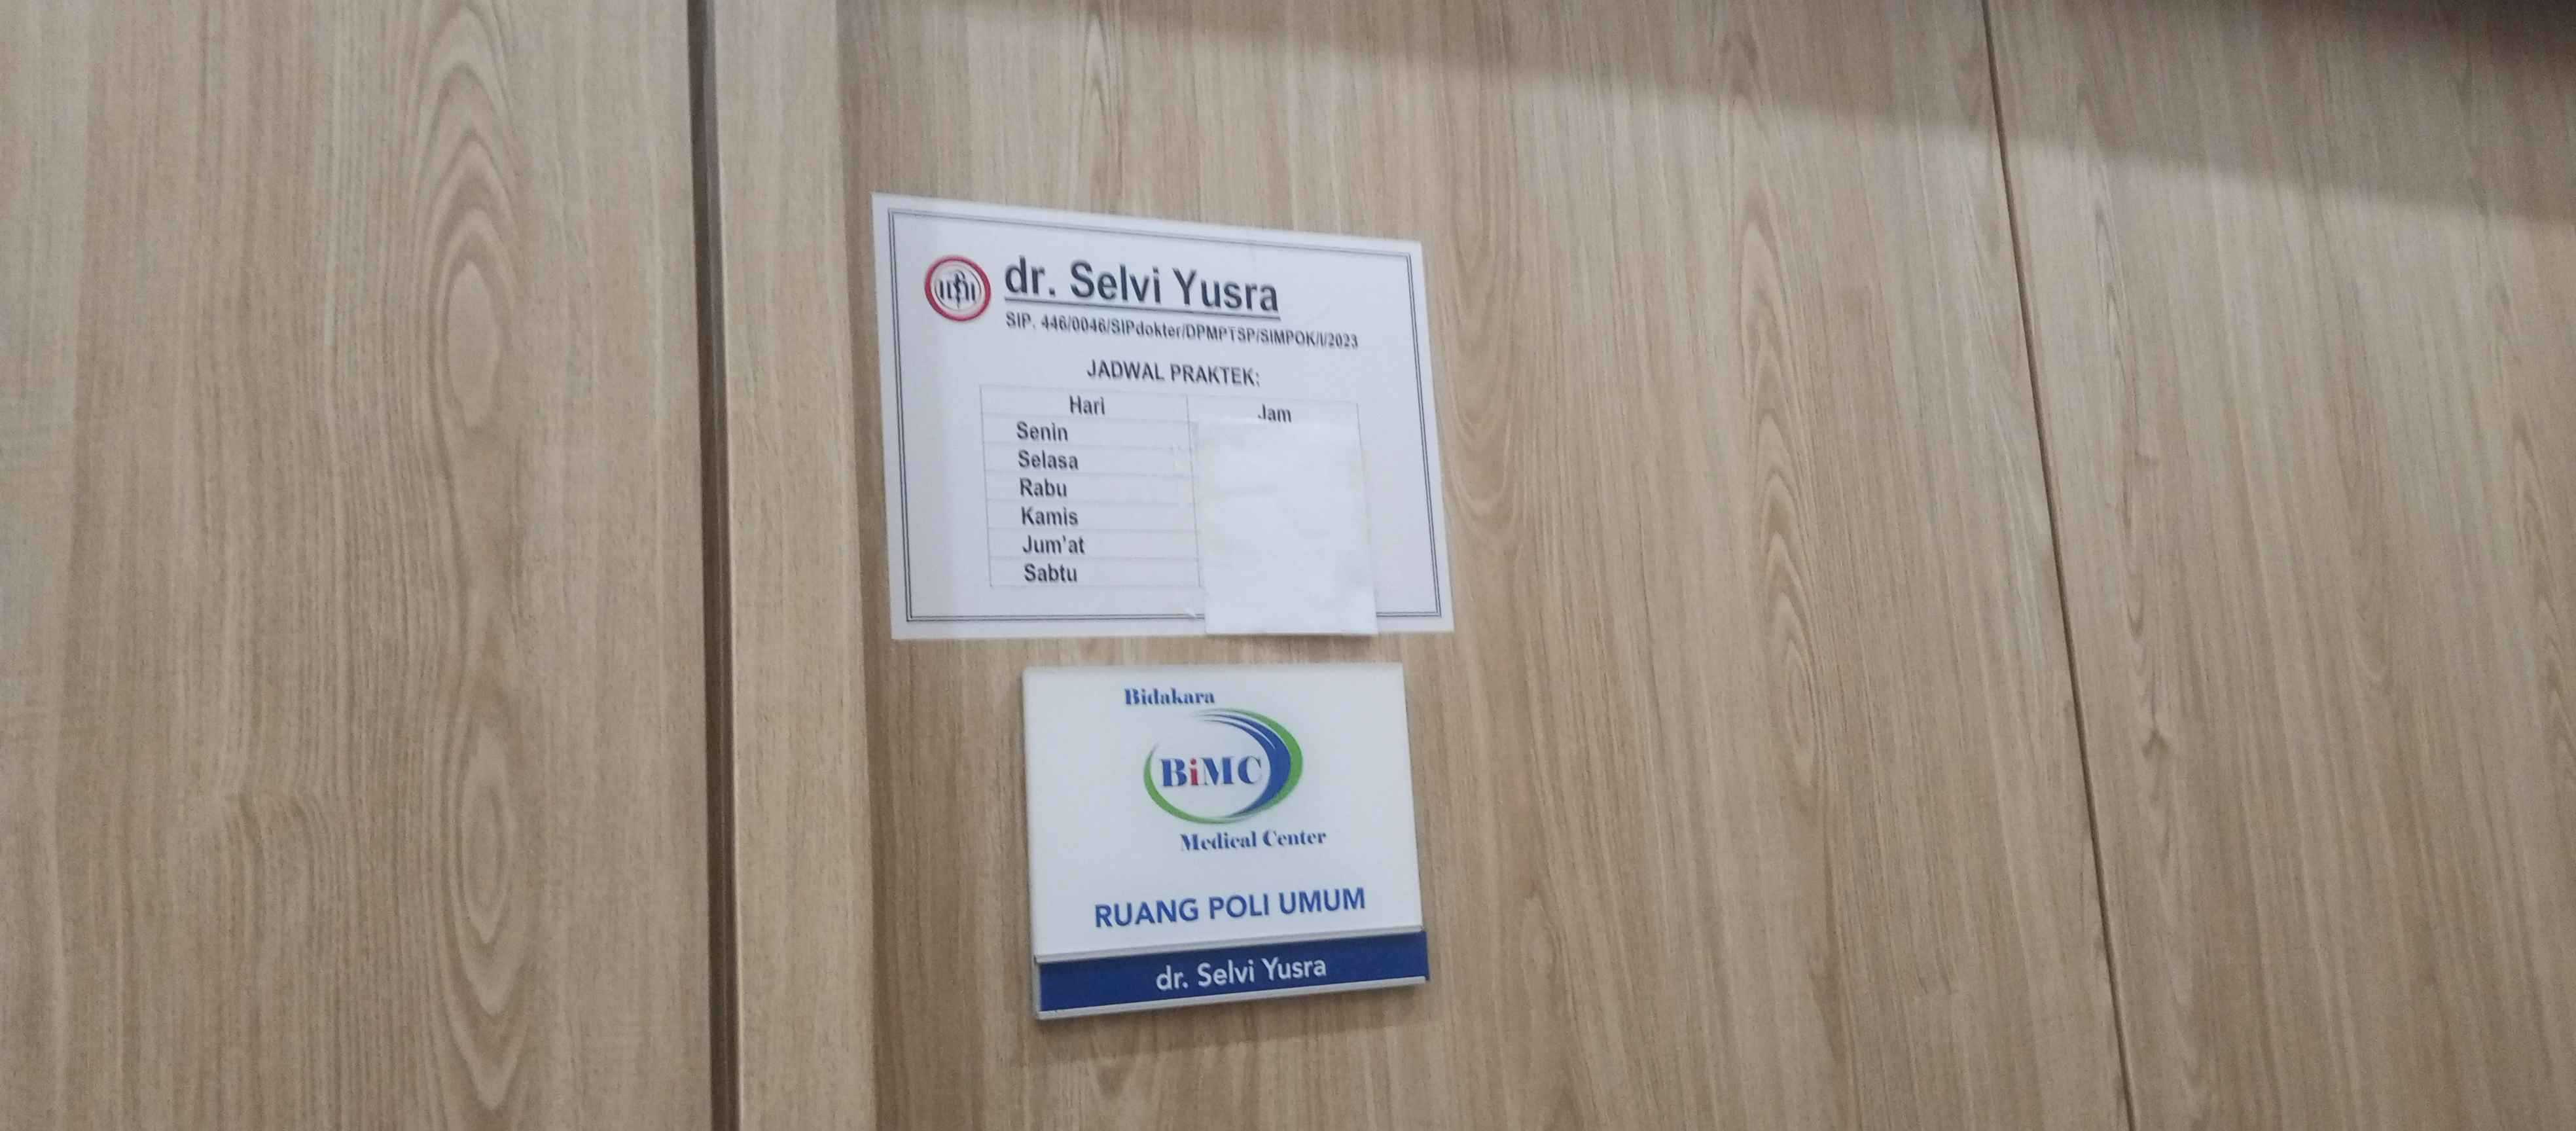 dr. Selvi Yusra
SIP. 446/0046/SIPdokter/DPMPTSP/SIMPOK/I/2023
JADWAL PRAKTEK:
Hari Jam
Senin
Selasa
Rabu
Kamis
Jum'at
Sabtu
Bidakara
BiMC
Medical Center
RUANG POLI UMUM
dr. Selvi Yusra